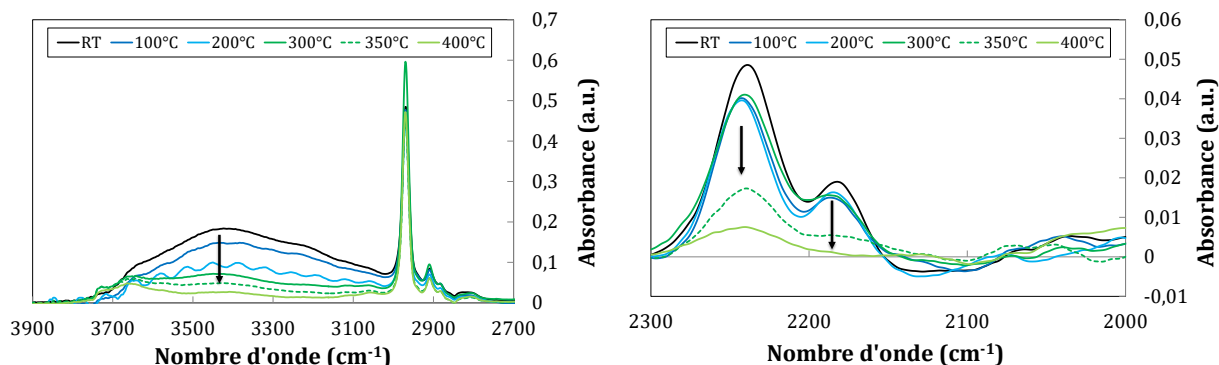 RT 100°C 200°C 300°C 350°C 400°C
0,7
0,6
0,5
0,4
0,3
0,2
0,1
0
Absorbance (a.u.)
3900 3700 3500 3300 3100 2900 2700
Nombre d'onde (cm-1)
RT 100°C 200°C 300°C 350°C 400°C
0,06
0,05
0,04
0,03
0,02
0,01
0
-0,01
Absorbance (a.u.)
2300 2200 2100 2000
Nombre d'onde (cm-1)